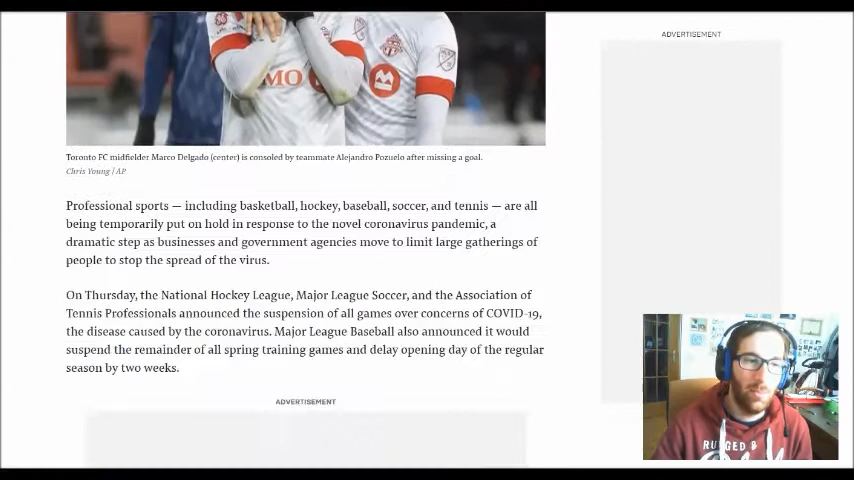 ADVERTISEMENT
MO
Toronto FC midfielder Marco Delgado (center) is consoled by teammate Alejandro Pozuelo after missing a goal.
Chris Young / AP
Professional sports — including basketball, hockey, baseball, soccer, and tennis — are all
being temporarily put on hold in response to the novel coronavirus pandemic, a
dramatic step as businesses and government agencies move to limit large gatherings of
people to stop the spread of the virus.
On Thursday, the National Hockey League, Major League Soccer, and the Association of
Tennis Professionals announced the suspension of all games over concerns of COVID-19,
the disease caused by the coronavirus. Major League Baseball also announced it would
suspend the remainder of all spring training games and delay opening day of the regular
season by two weeks.
ADVERTISEMENT
RUGGED &